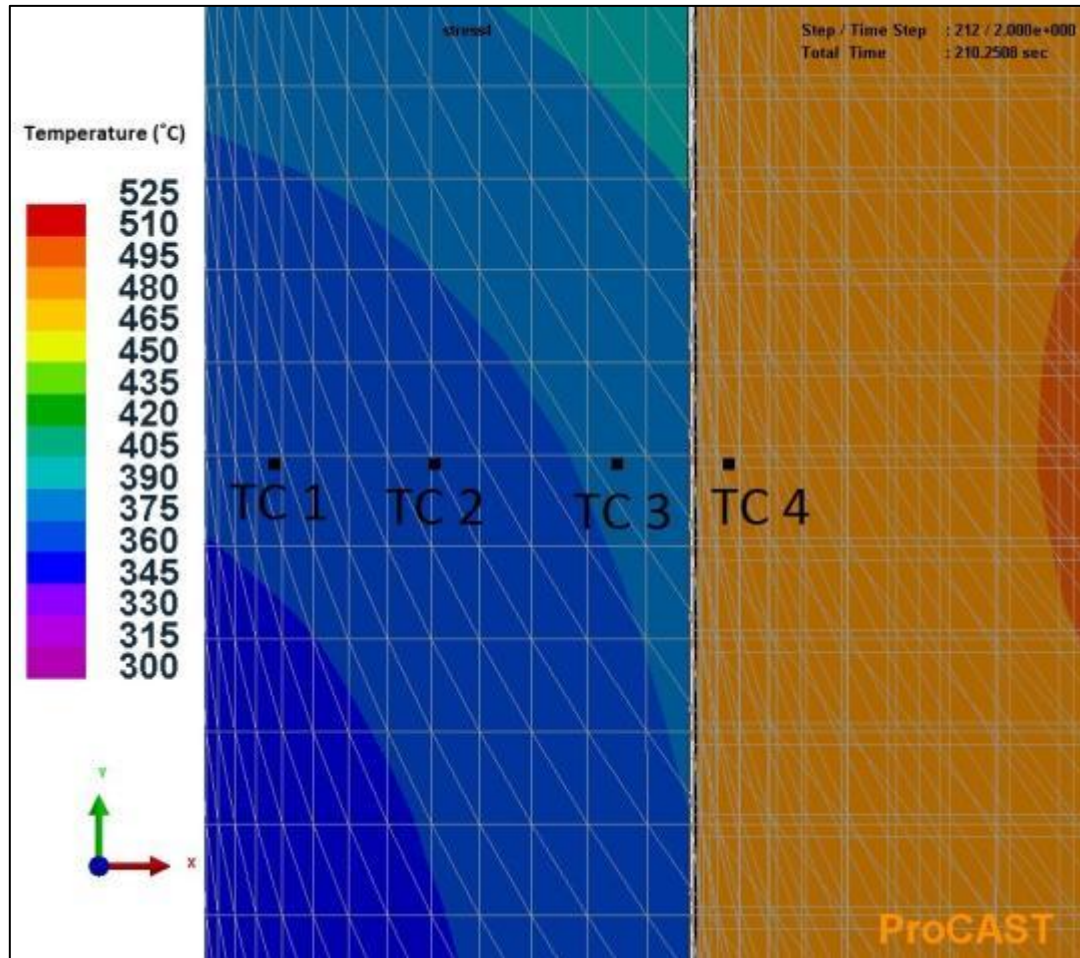 stress1
Step / Time Step : 212 / 2.000e+000
Total Time : 210.2508 sec
Temperature (˚C)
525
510
495
480
465
450
435
420
405
390
375
360
345
330
315
300
TC 1
TC 2
TC 3
TC 4
Y
X
ProCAST